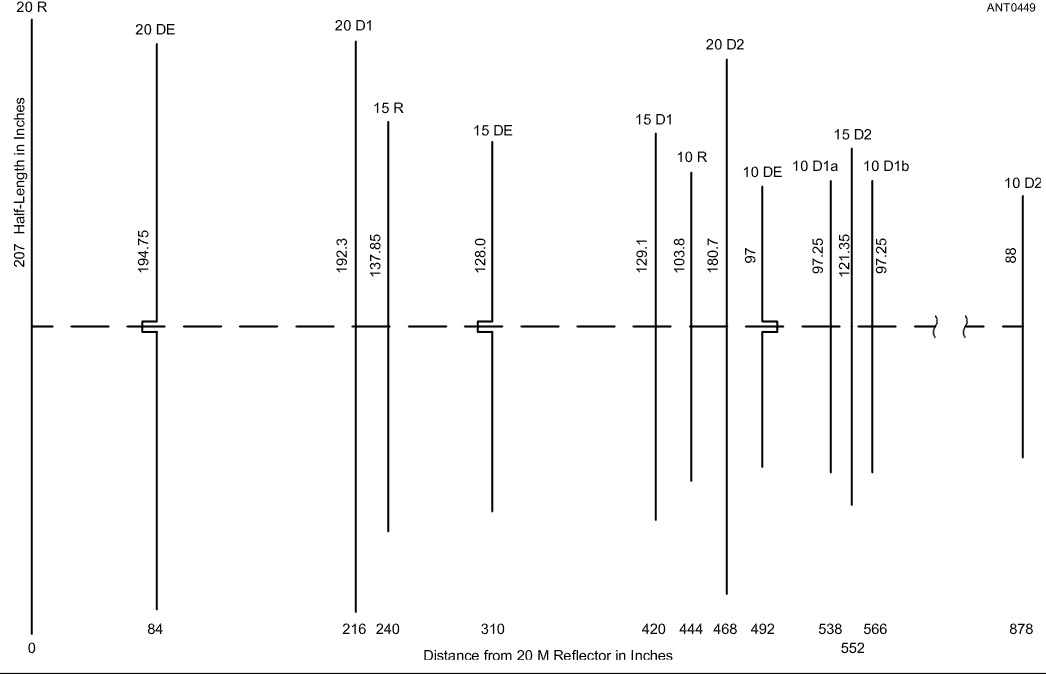 20 R
ANT0449
20 DE
20 D1
20 D2
15 R
15 DE
15 D1
15 D2
10 R
10 DE
10 D1a
10 D1b
10 D2
207 Half-Length in Inches
194.75
192.3
137.85
128.0
129.1
103.8
180.7
97
97.25
121.35
97.25
88
0
84
216
240
310
420
444
468
492
538
552
566
878
Distance from 20 M Reflector in Inches